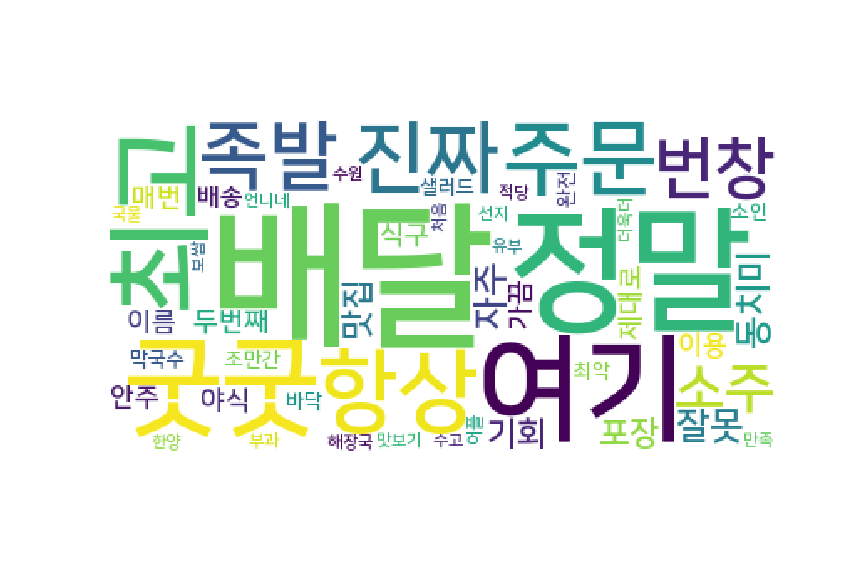 최고
족발
진짜
주문
번창
매번
배송
언니네
수원
샐러드
적당
완전
국물
모쌈
배달
정말
식구
처음
선지
유부
더욱더
소인
이름
두번째
맛집
자주
가끔
제대로
동치미
막국수
조만간
굿굿
항상
여기
최악
이용
소주
안주
야식
바닥
포장
잘못
기회
한양
부과
해장국
맛보기
수고
만족